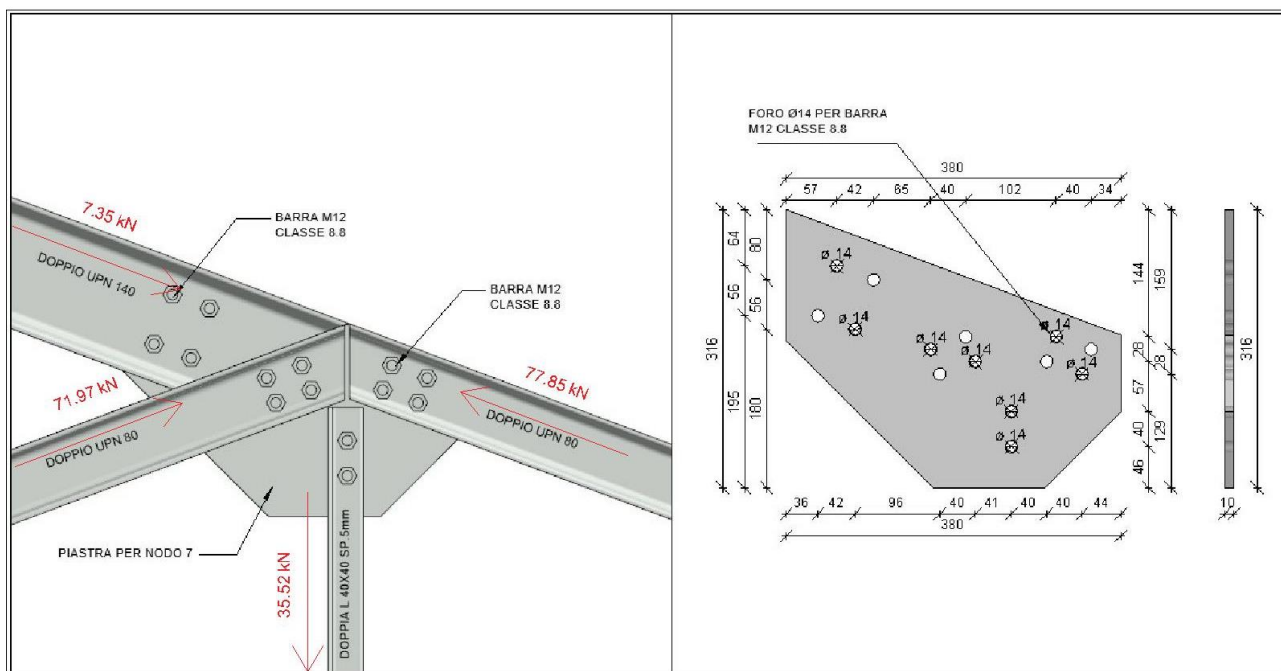 7.35 kN
BARRA M12
CLASSE 8.8
DOPPIO UPN 140
BARRA M12
CLASSE 8.8
71.97 kN
77.85 kN
DOPPIO UPN 80
DOPPIO UPN 80
PIASTRA PER NODO 7
35.52 kN
DOPPIA L 40X40 SP.5mm
FORO Ø14 PER BARRA
M12 CLASSE 8.8
380
57 42 65 40 102 40 34
316
64
56
195
80
56
180
ø 14
ø 14
ø 14
ø 14
ø 14
ø 14
ø 14
ø 14
144
28
57
40
46
159
28
129
316
36 42 96 40 41 40 40 44
380
10